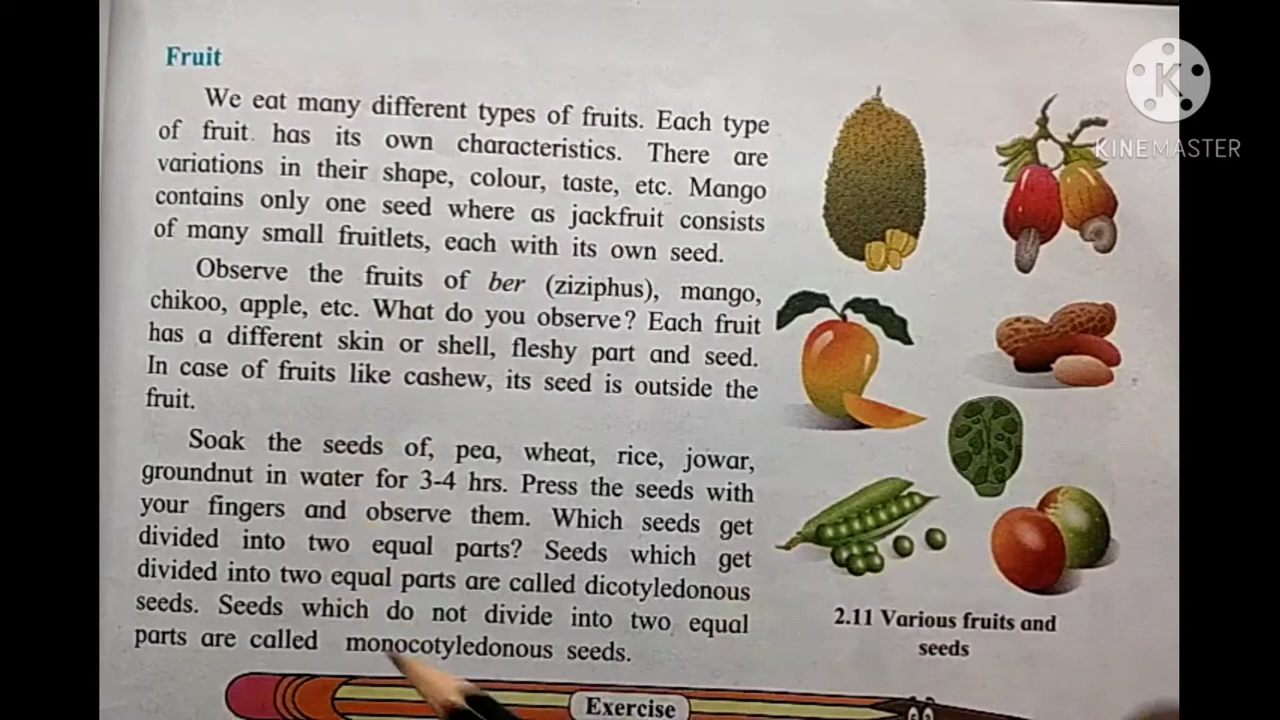 Fruit
We eat many different types of fruits. Each type
of fruit has its own characteristics. There are
variations in their shape, colour, taste, etc. Mango
contains only one seed where as jackfruit consists
of many small fruitlets, each with its own seed.
Observe the fruits of ber (ziziphus), mango,
chikoo, apple, etc. What do you observe? Each fruit
has a different skin or shell, fleshy part and seed.
In case of fruits like cashew, its seed is outside the
fruit.
Soak the seeds of, pea, wheat, rice, jowar,
groundnut in water for 3-4 hrs. Press the seeds with
your fingers and observe them. Which seeds get
divided into two equal parts? Seeds which get
divided into two equal parts are called dicotyledonous
seeds. Seeds which do not divide into two equal
parts are called monocotyledonous seeds.
2.11 Various fruits and
seeds
Exercise
K
KINEMASTER